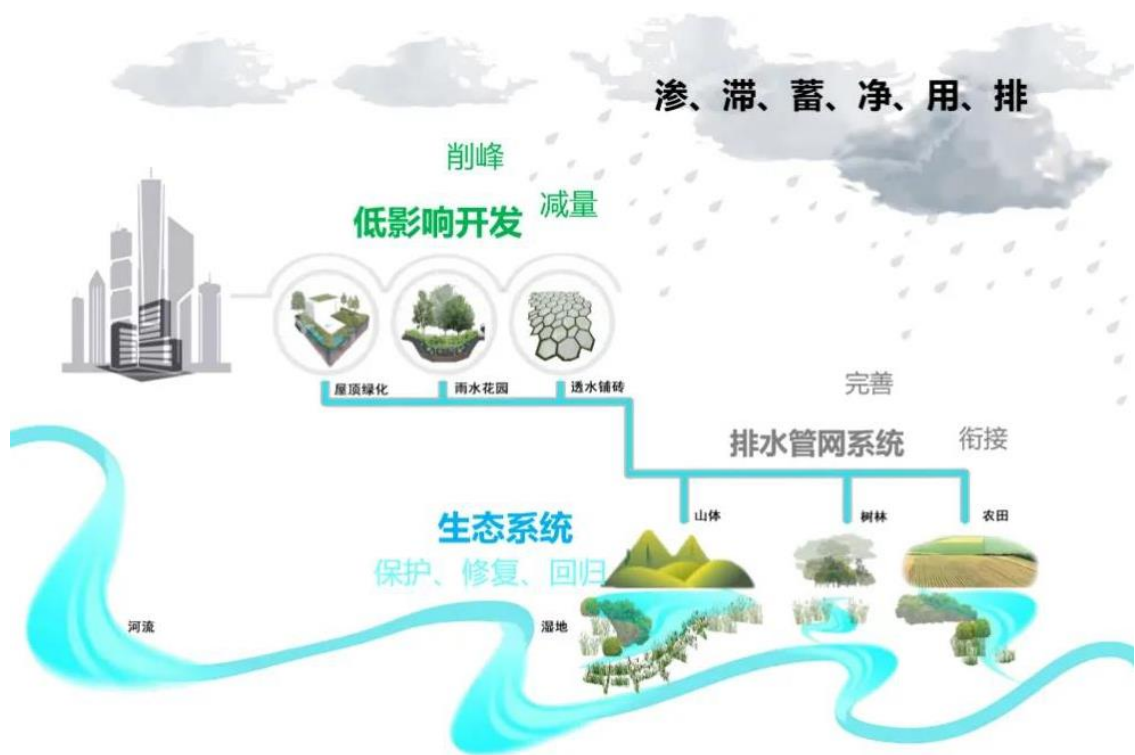 渗、滞、蓄、净、用、排
削峰
减量
低影响开发
屋顶绿化
雨水花园
透水铺砖
完善
排水管网系统
衔接
山体
树林
农田
生态系统
保护、修复、回归
河流
湿地